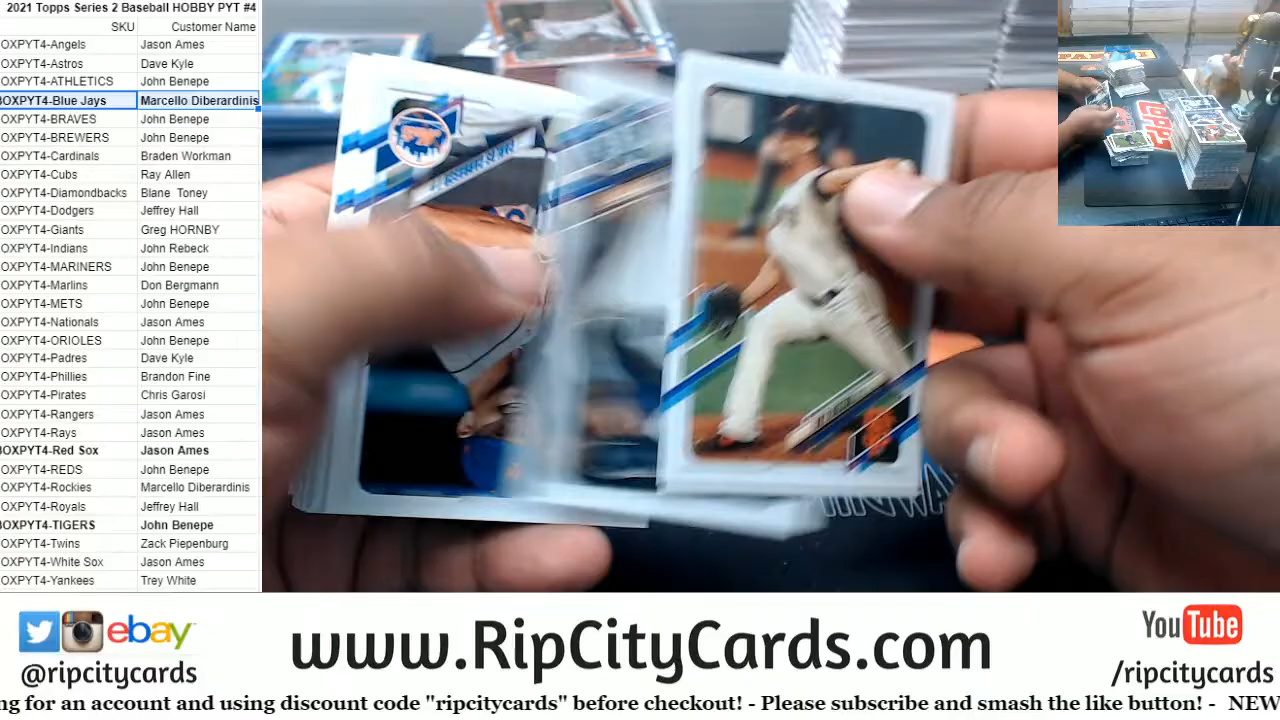 2021 Topps Series 2 Baseball HOBBY PYT #4
SKU Customer Name
OXPYT4-Angels Jason Ames
OXPYT4-Astros Dave Kyle
OXPYT4-ATHLETICS John Benepe
BOXPYT4-Blue Jays Marcello Diberardinis
OXPYT4-BRAVES John Benepe
OXPYT4-BREWERS John Benepe
OXPYT4-Cardinals Braden Workman
OXPYT4-Cubs Ray Allen
OXPYT4-Diamondbacks Blane Toney
OXPYT4-Dodgers Jeffrey Hall
OXPYT4-Giants Greg HORNBY
OXPYT4-Indians John Rebeck
OXPYT4-MARINERS John Benepe
OXPYT4-Marlins Don Bergmann
OXPYT4-METS John Benepe
OXPYT4-Nationals Jason Ames
OXPYT4-ORIOLES John Benepe
OXPYT4-Padres Dave Kyle
OXPYT4-Phillies Brandon Fine
OXPYT4-Pirates Chris Garosi
OXPYT4-Rangers Jason Ames
OXPYT4-Rays Jason Ames
BOXPYT4-Red Sox Jason Ames
OXPYT4-REDS John Benepe
OXPYT4-Rockies Marcello Diberardinis
OXPYT4-Royals Jeffrey Hall
BOXPYT4-TIGERS John Benepe
OXPYT4-Twins Zack Piepenburg
OXPYT4-White Sox Jason Ames
OXPYT4-Yankees Trey White
TOPPS
ebay
@ripcitycards
www.RipCityCards.com
YouTube
/ripcitycards
ng for an account and using discount code "ripcitycards" before checkout! - Please subscribe and smash the like button! - NEW